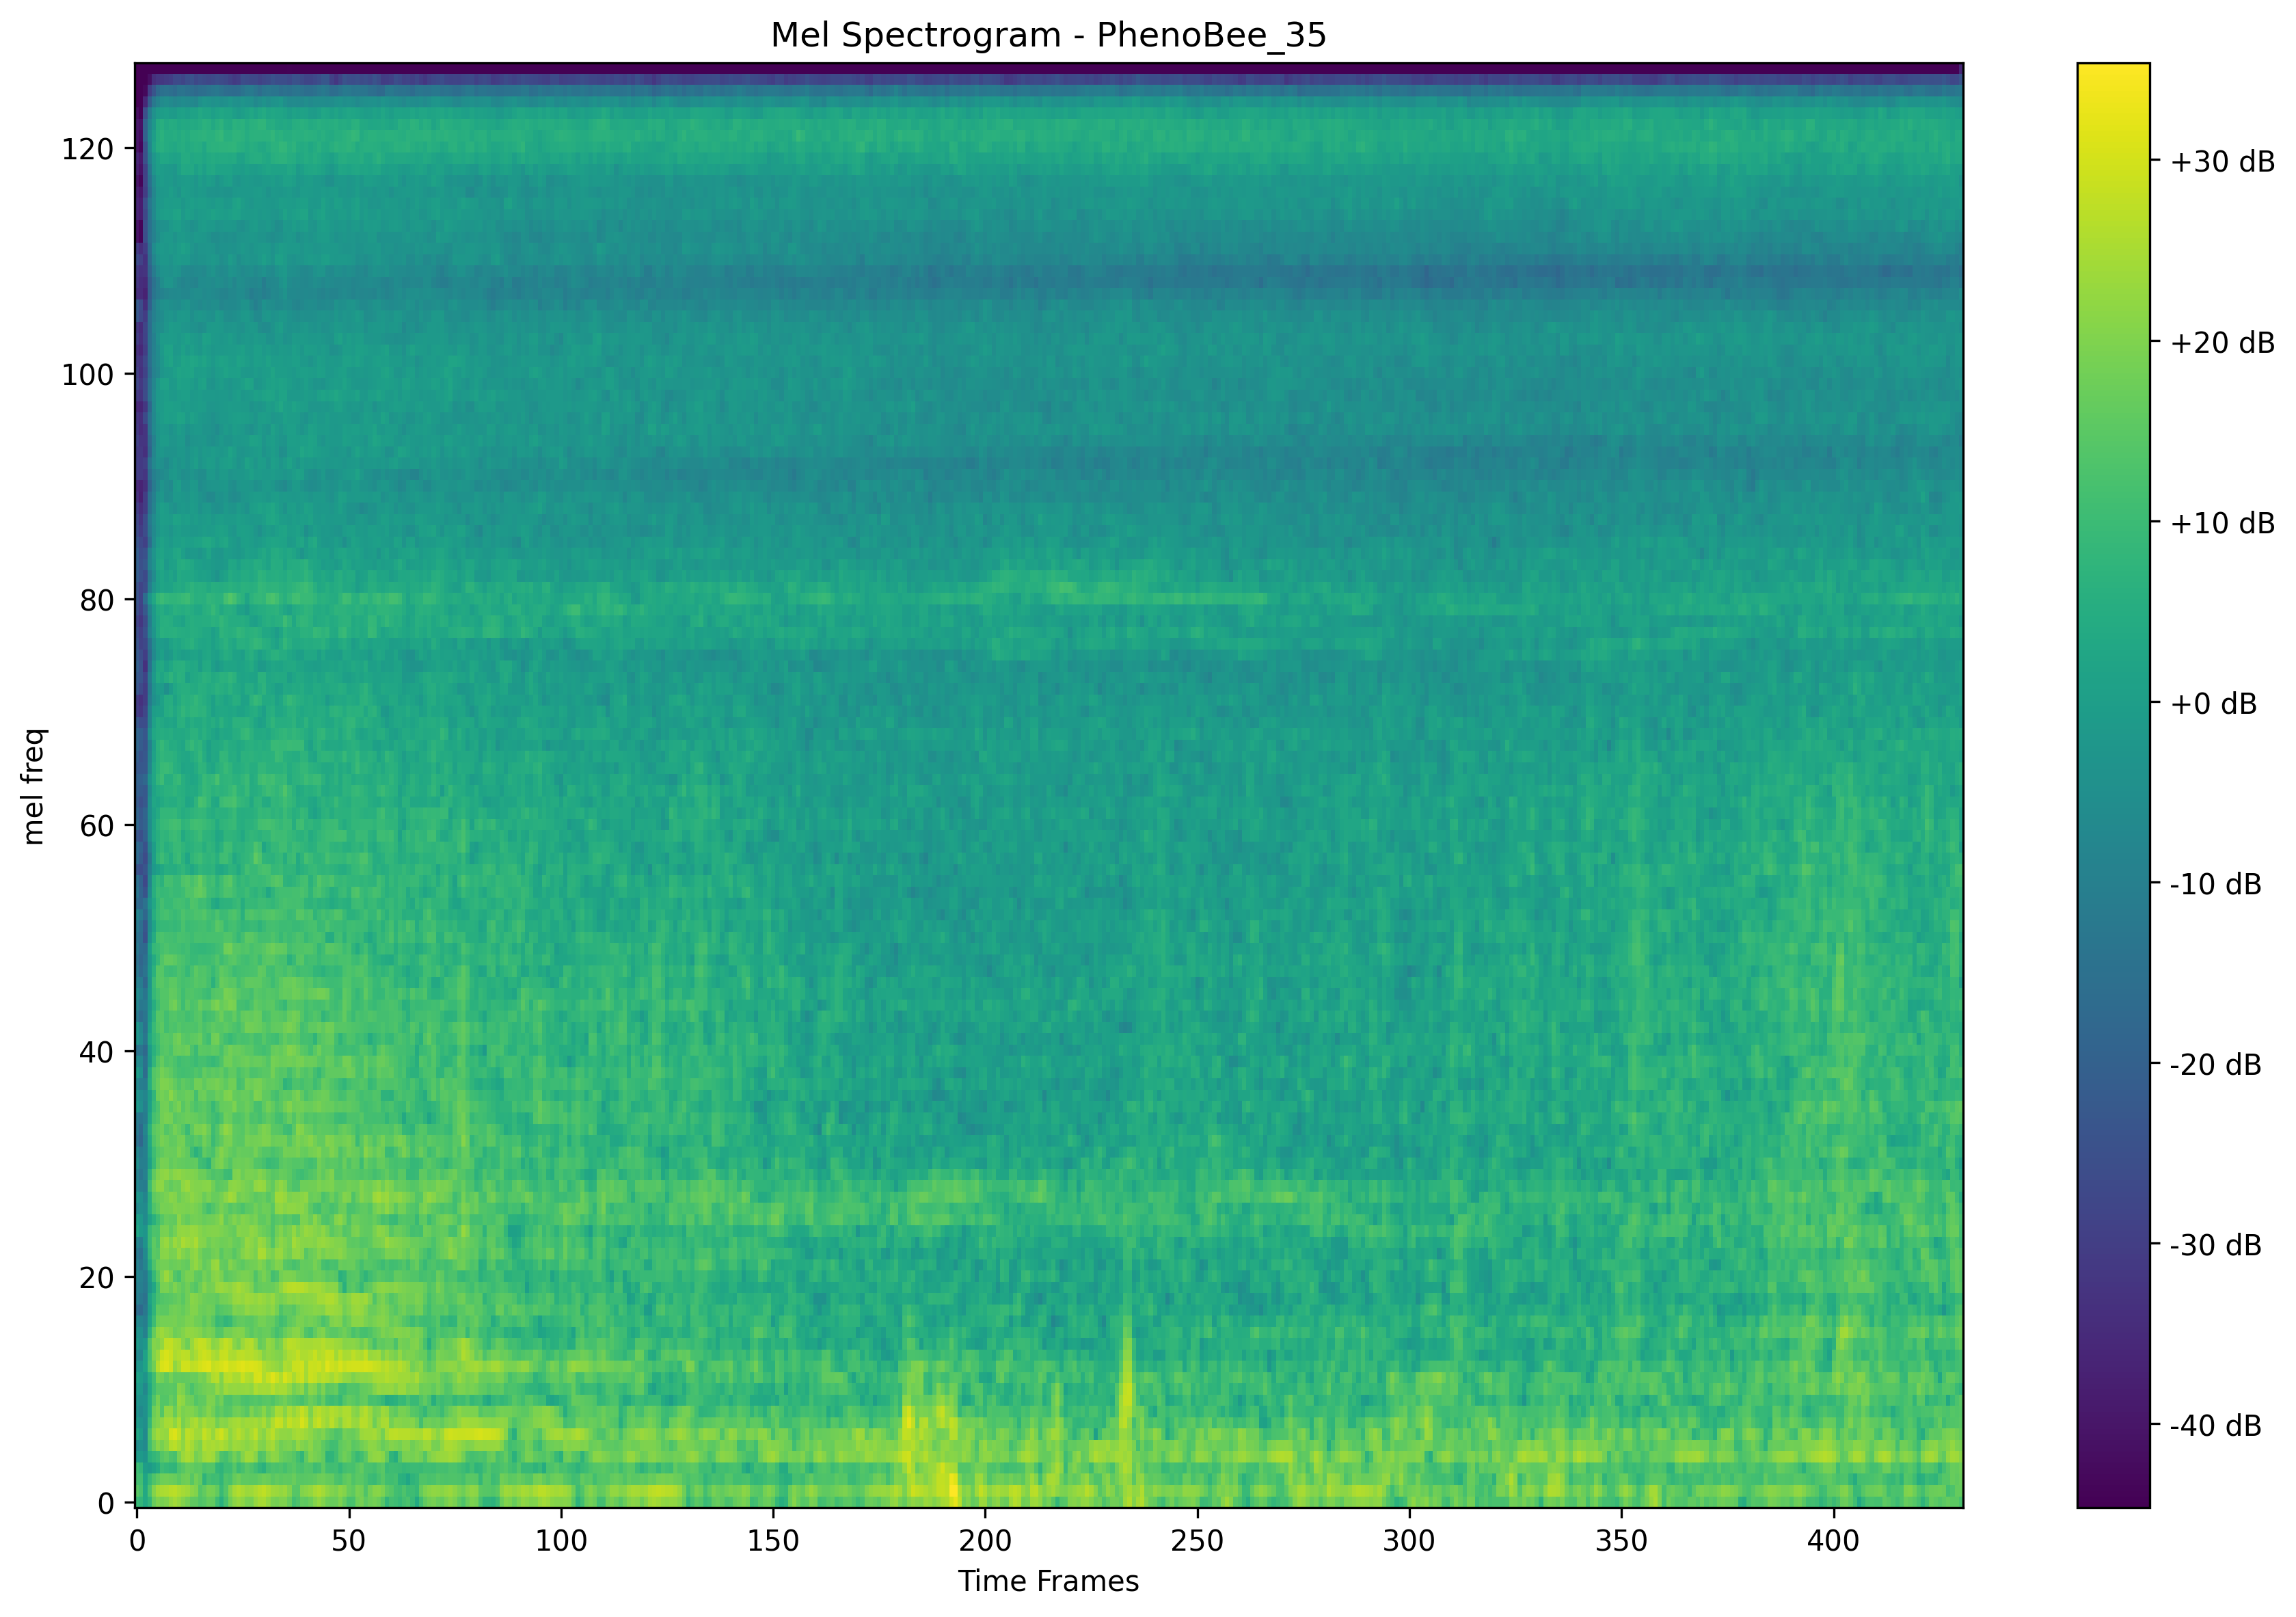 Mel Spectrogram - PhenoBee_35
mel freq
120
100
80
60
40
20
0
0 50 100 150 200 250 300 350 400
Time Frames
+30 dB
+20 dB
+10 dB
+0 dB
-10 dB
-20 dB
-30 dB
-40 dB